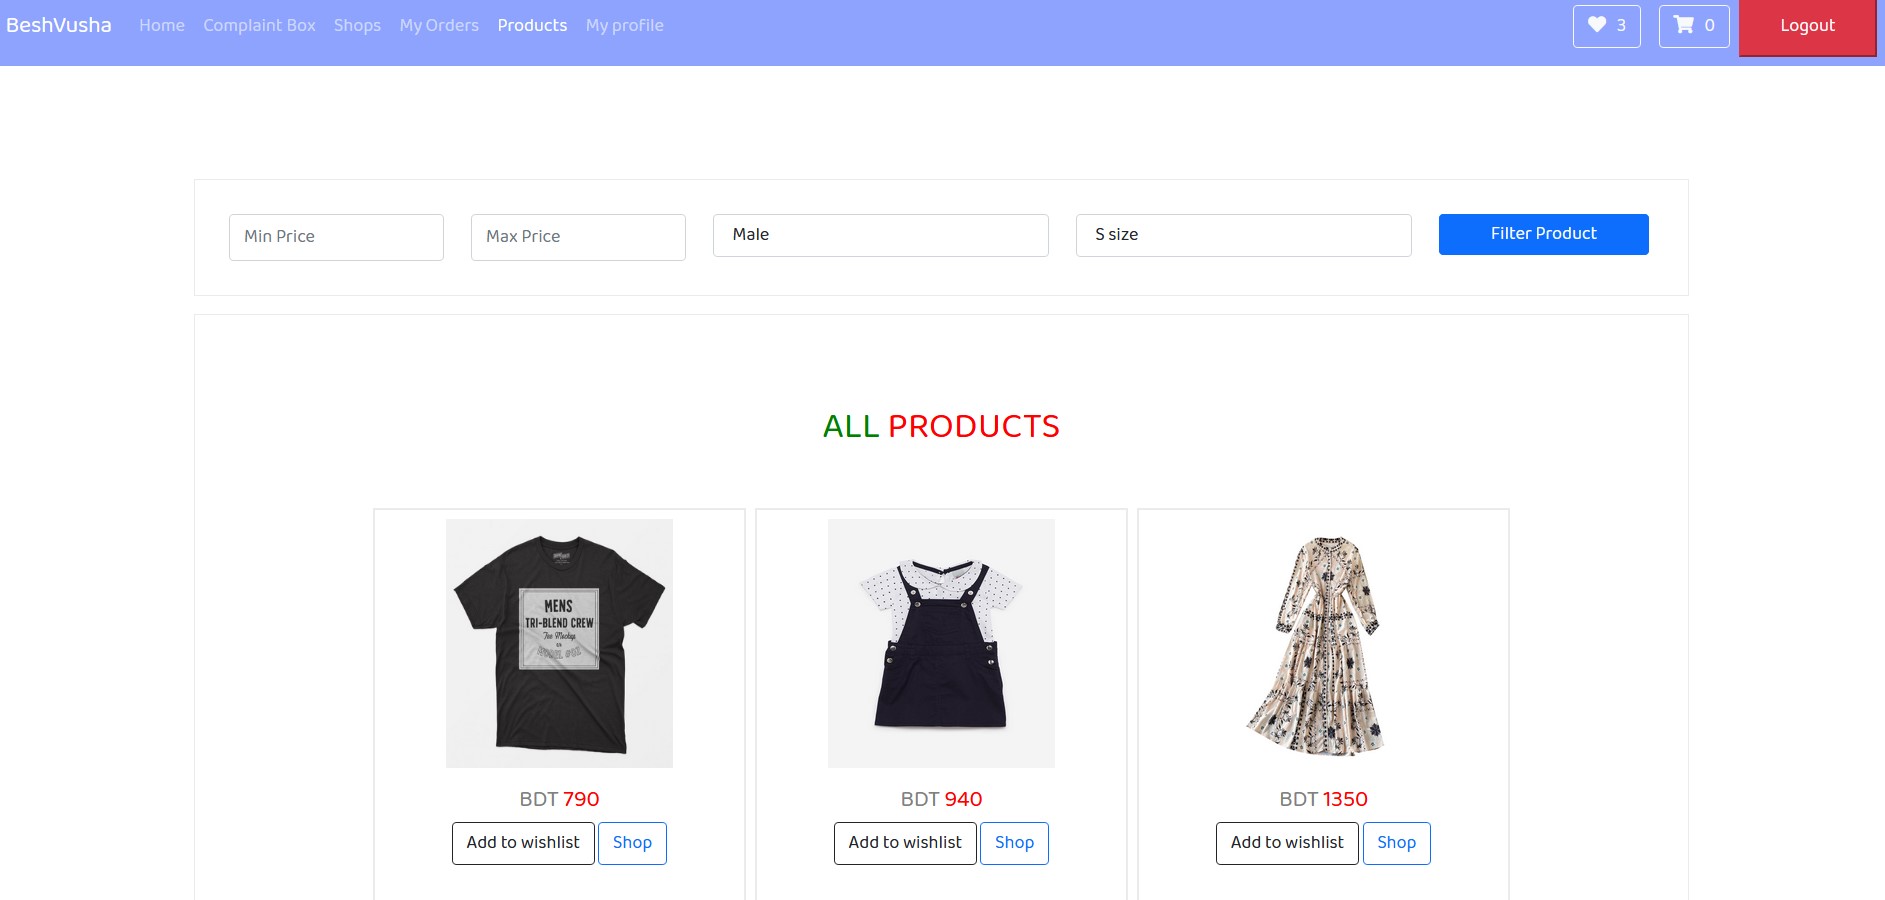 BeshVusha Home Complaint Box Shops My Orders Products My profile 3 0 Logout
Min Price Max Price Male S size Filter Product
ALL PRODUCTS
MENS
TRI-BLEND CREW
Tee Mockup
BDT 790 BDT 940 BDT 1350
Add to wishlist Shop Add to wishlist Shop Add to wishlist Shop